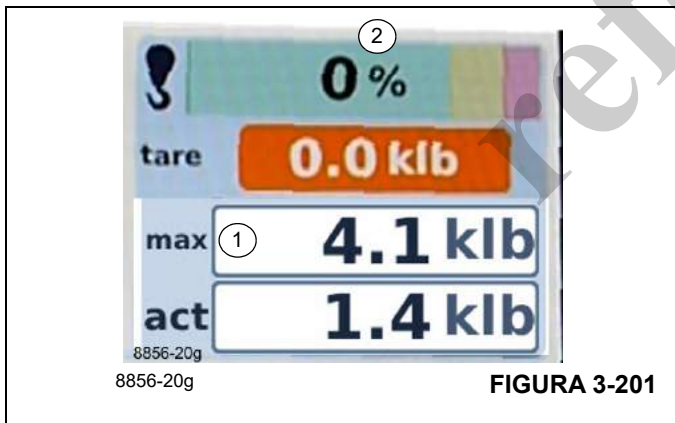 2
0 %
tare 0.0 klb
max 1 4.1 klb
act 1.4 klb
8856-20g
8856-20g FIGURA 3-201